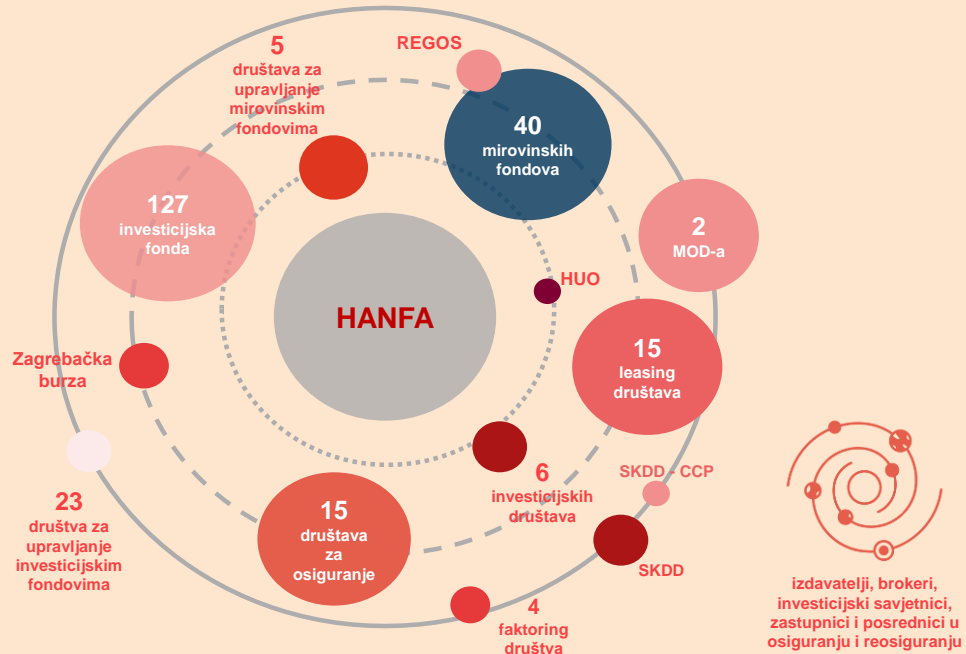 5
društava za
upravljanje
mirovinskim
fondovima
REGOS
40
mirovinskih
fondova
127
investicijska
fonda
2
MOD-a
HUO
HANFA
Zagrebačka
burza
15
leasing
društava
SKDD - CCP
6
investicijskih
društava
23
društva za
upravljanje
investicijskim
fondovima
15
društava
za
osiguranje
SKDD
4
faktoring
društva
izdavatelji, brokeri,
investicijski savjetnici,
zastupnici i posrednici u
osiguranju i reosiguranju